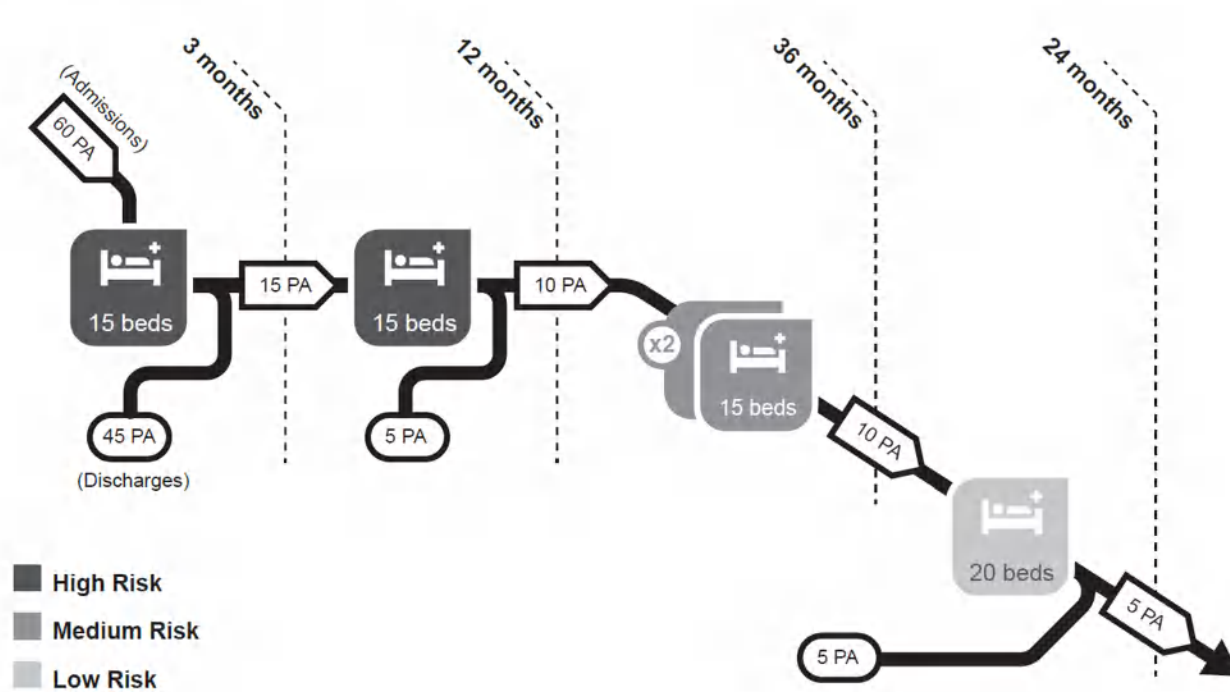 3 months
12 months
36 months
24 months
(Admissions)
60 PA
15 beds
15 PA
15 beds
10 PA
x2
15 beds
10 PA
45 PA
(Discharges)
5 PA
20 beds
5 PA
5 PA
High Risk
Medium Risk
Low Risk